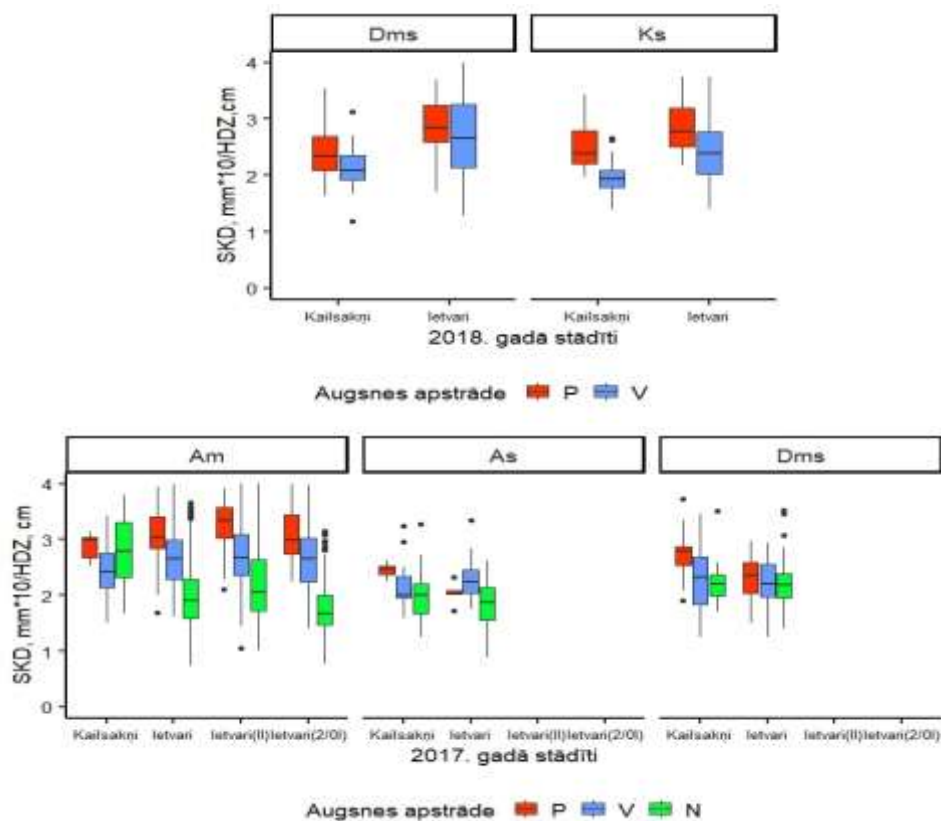 Dms Ks
SKD, mm*10/HDZ,cm
4
3
2
1
0
Kailsakņi Ietvari Kailsakņi Ietvari
2018. gadā stādīti
Augsnes apstrāde P V
Am As Dms
SKD, mm*10/HDZ, cm
4
3
2
1
0
Kailsakņi Ietvari Ietvari(II) Ietvari(2/0I) Kailsakņi Ietvari Ietvari(II) Ietvari(2/0I) Kailsakņi Ietvari Ietvari(II) Ietvari(2/0I)
2017. gadā stādīti
Augsnes apstrāde P V N